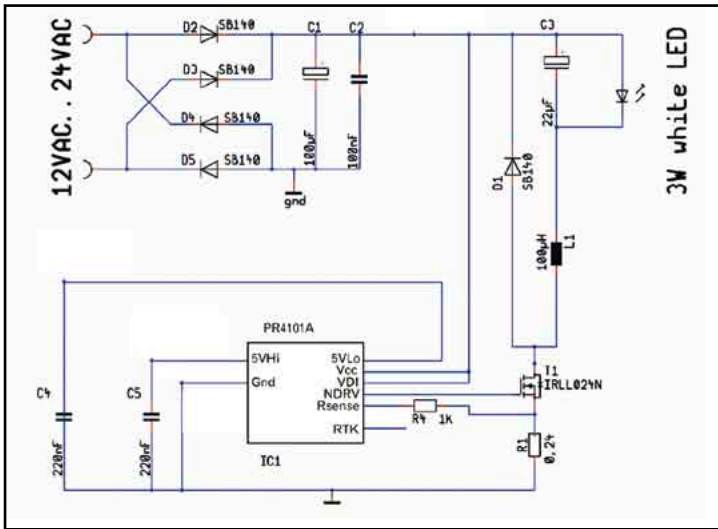 12VAC.. 24VAC
D2 SB140
D3 SB140
D4 SB140
D5 SB140
gnd
C1
100µF
C2
100nF
D1
SB140
C3
22µF
3W white LED
L1
100µH
PR4101A
5VHi
Gnd
5VLo
Vcc
VDI
NDRV
Rsense
RTK
IC1
R4 1K
T1
IRLL024N
R1
0,24
C4
220nF
C5
220nF